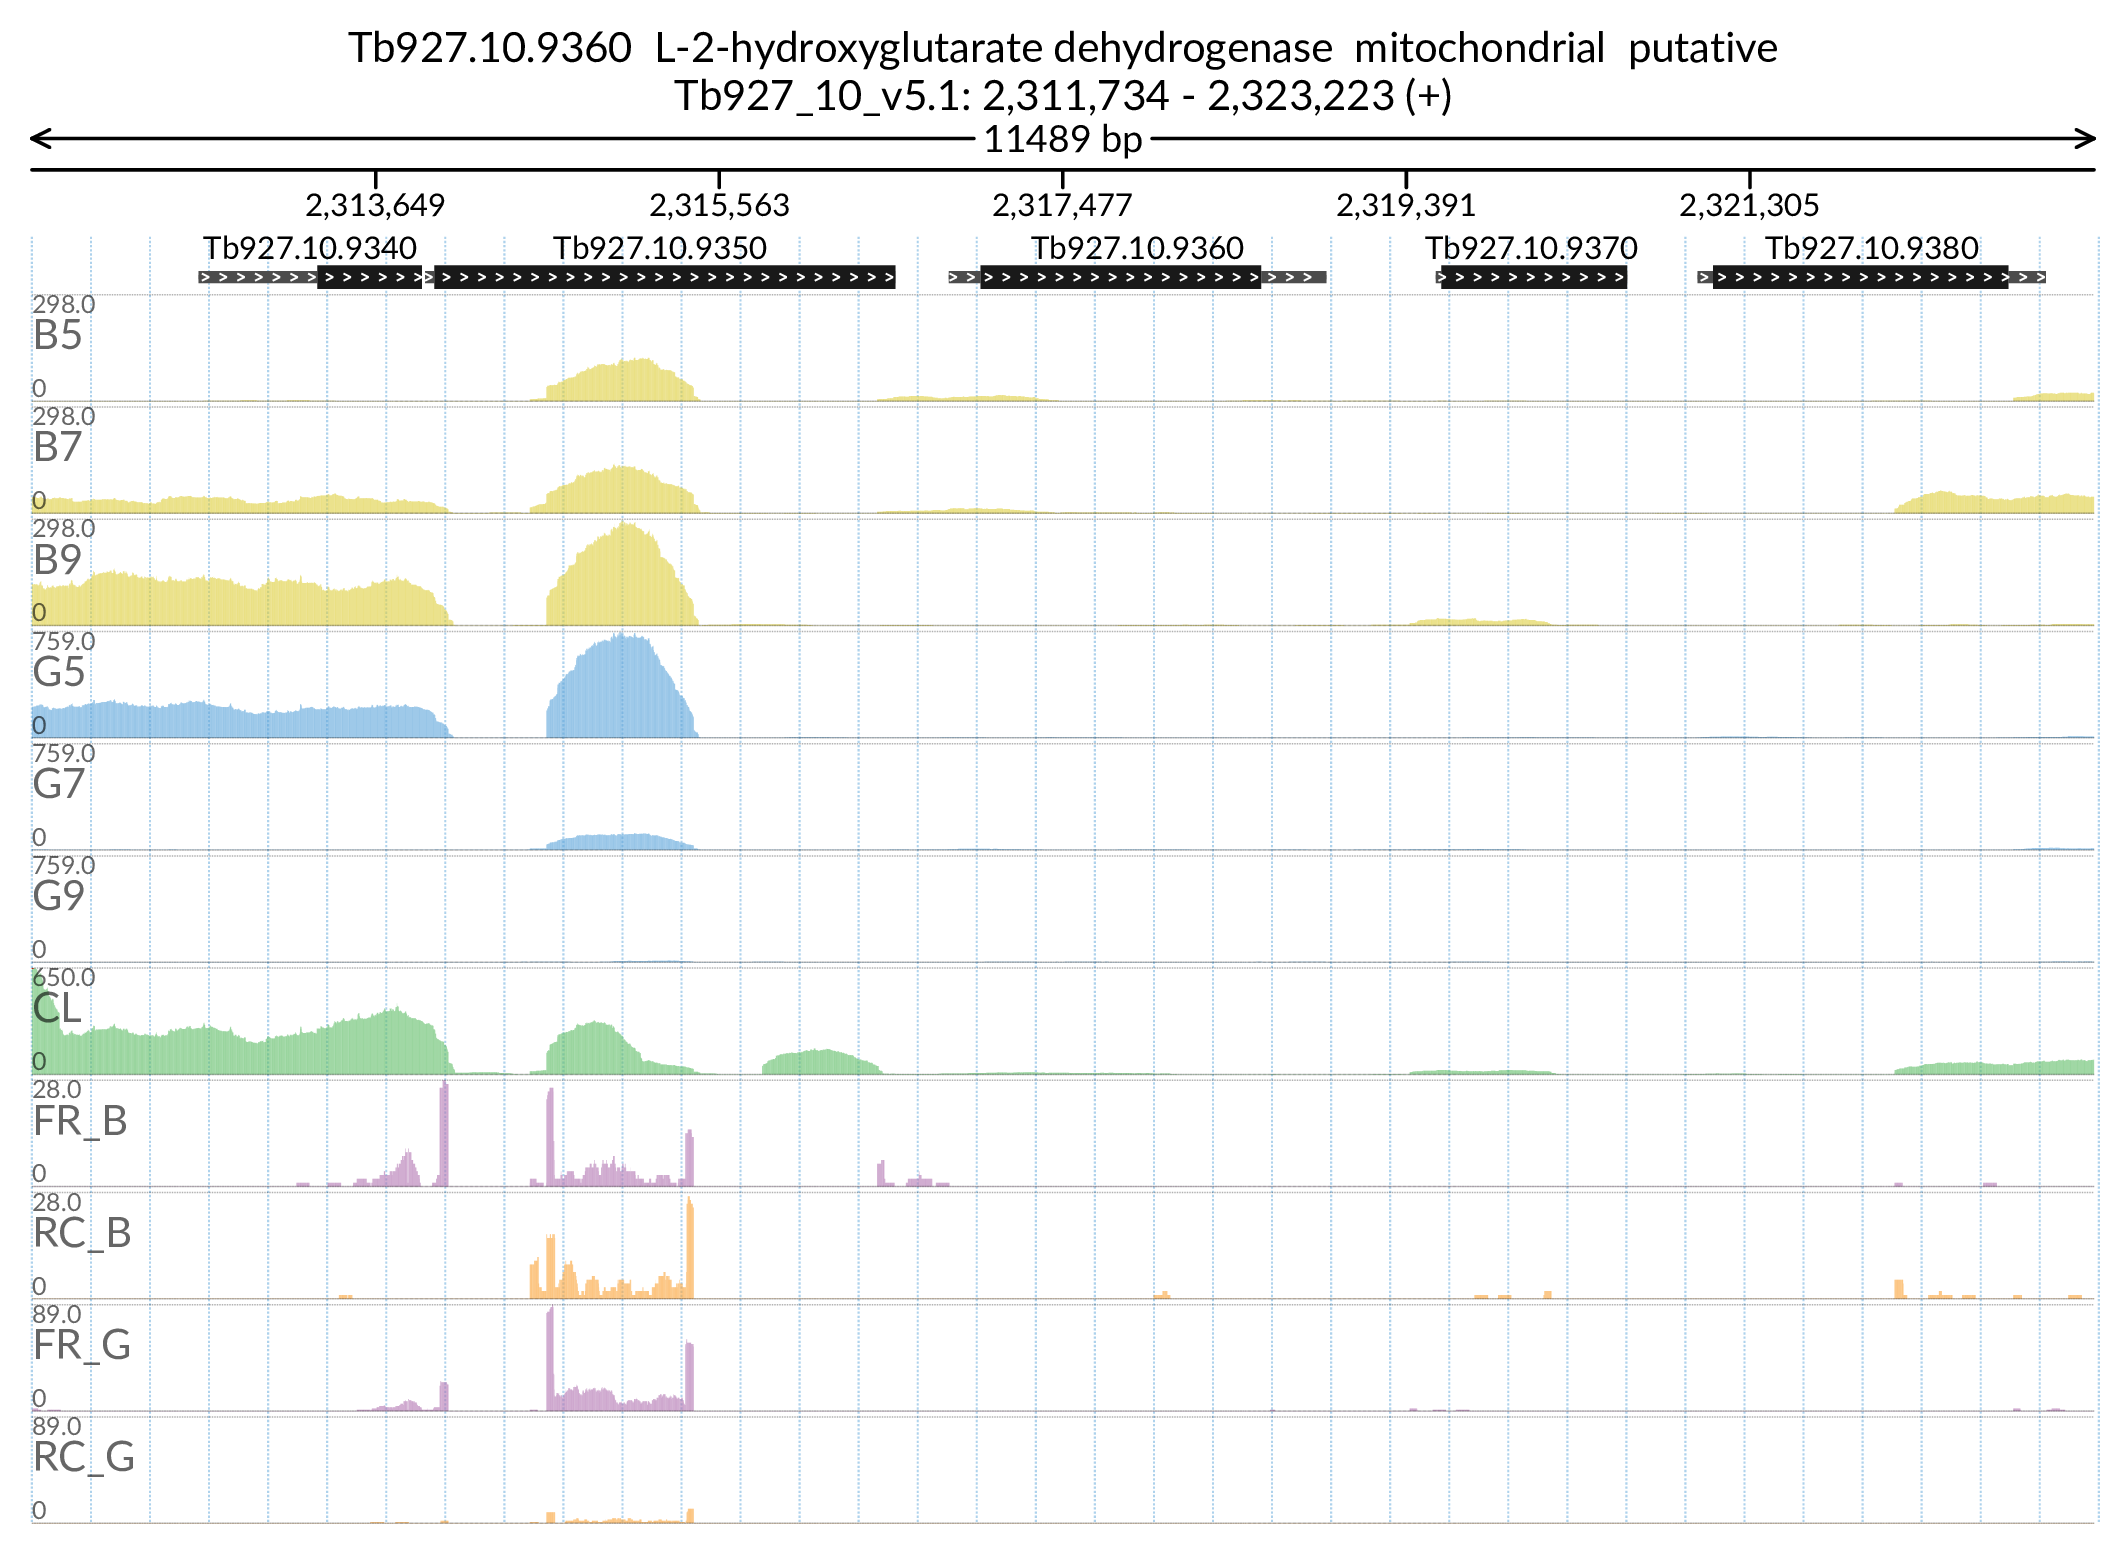 Tb927.10.9360  L-2-hydroxyglutarate dehydrogenase  mitochondrial  putative
Tb927_10_v5.1: 2,311,734 - 2,323,223 (+)
11489 bp
2,313,649 2,315,563 2,317,477 2,319,391 2,321,305
Tb927.10.9340 Tb927.10.9350 Tb927.10.9360 Tb927.10.9370 Tb927.10.9380
298.0
B5
0
298.0
B7
0
298.0
B9
0
759.0
G5
0
759.0
G7
0
759.0
G9
0
650.0
CL
0
28.0
FR_B
0
28.0
RC_B
0
89.0
FR_G
0
89.0
RC_G
0